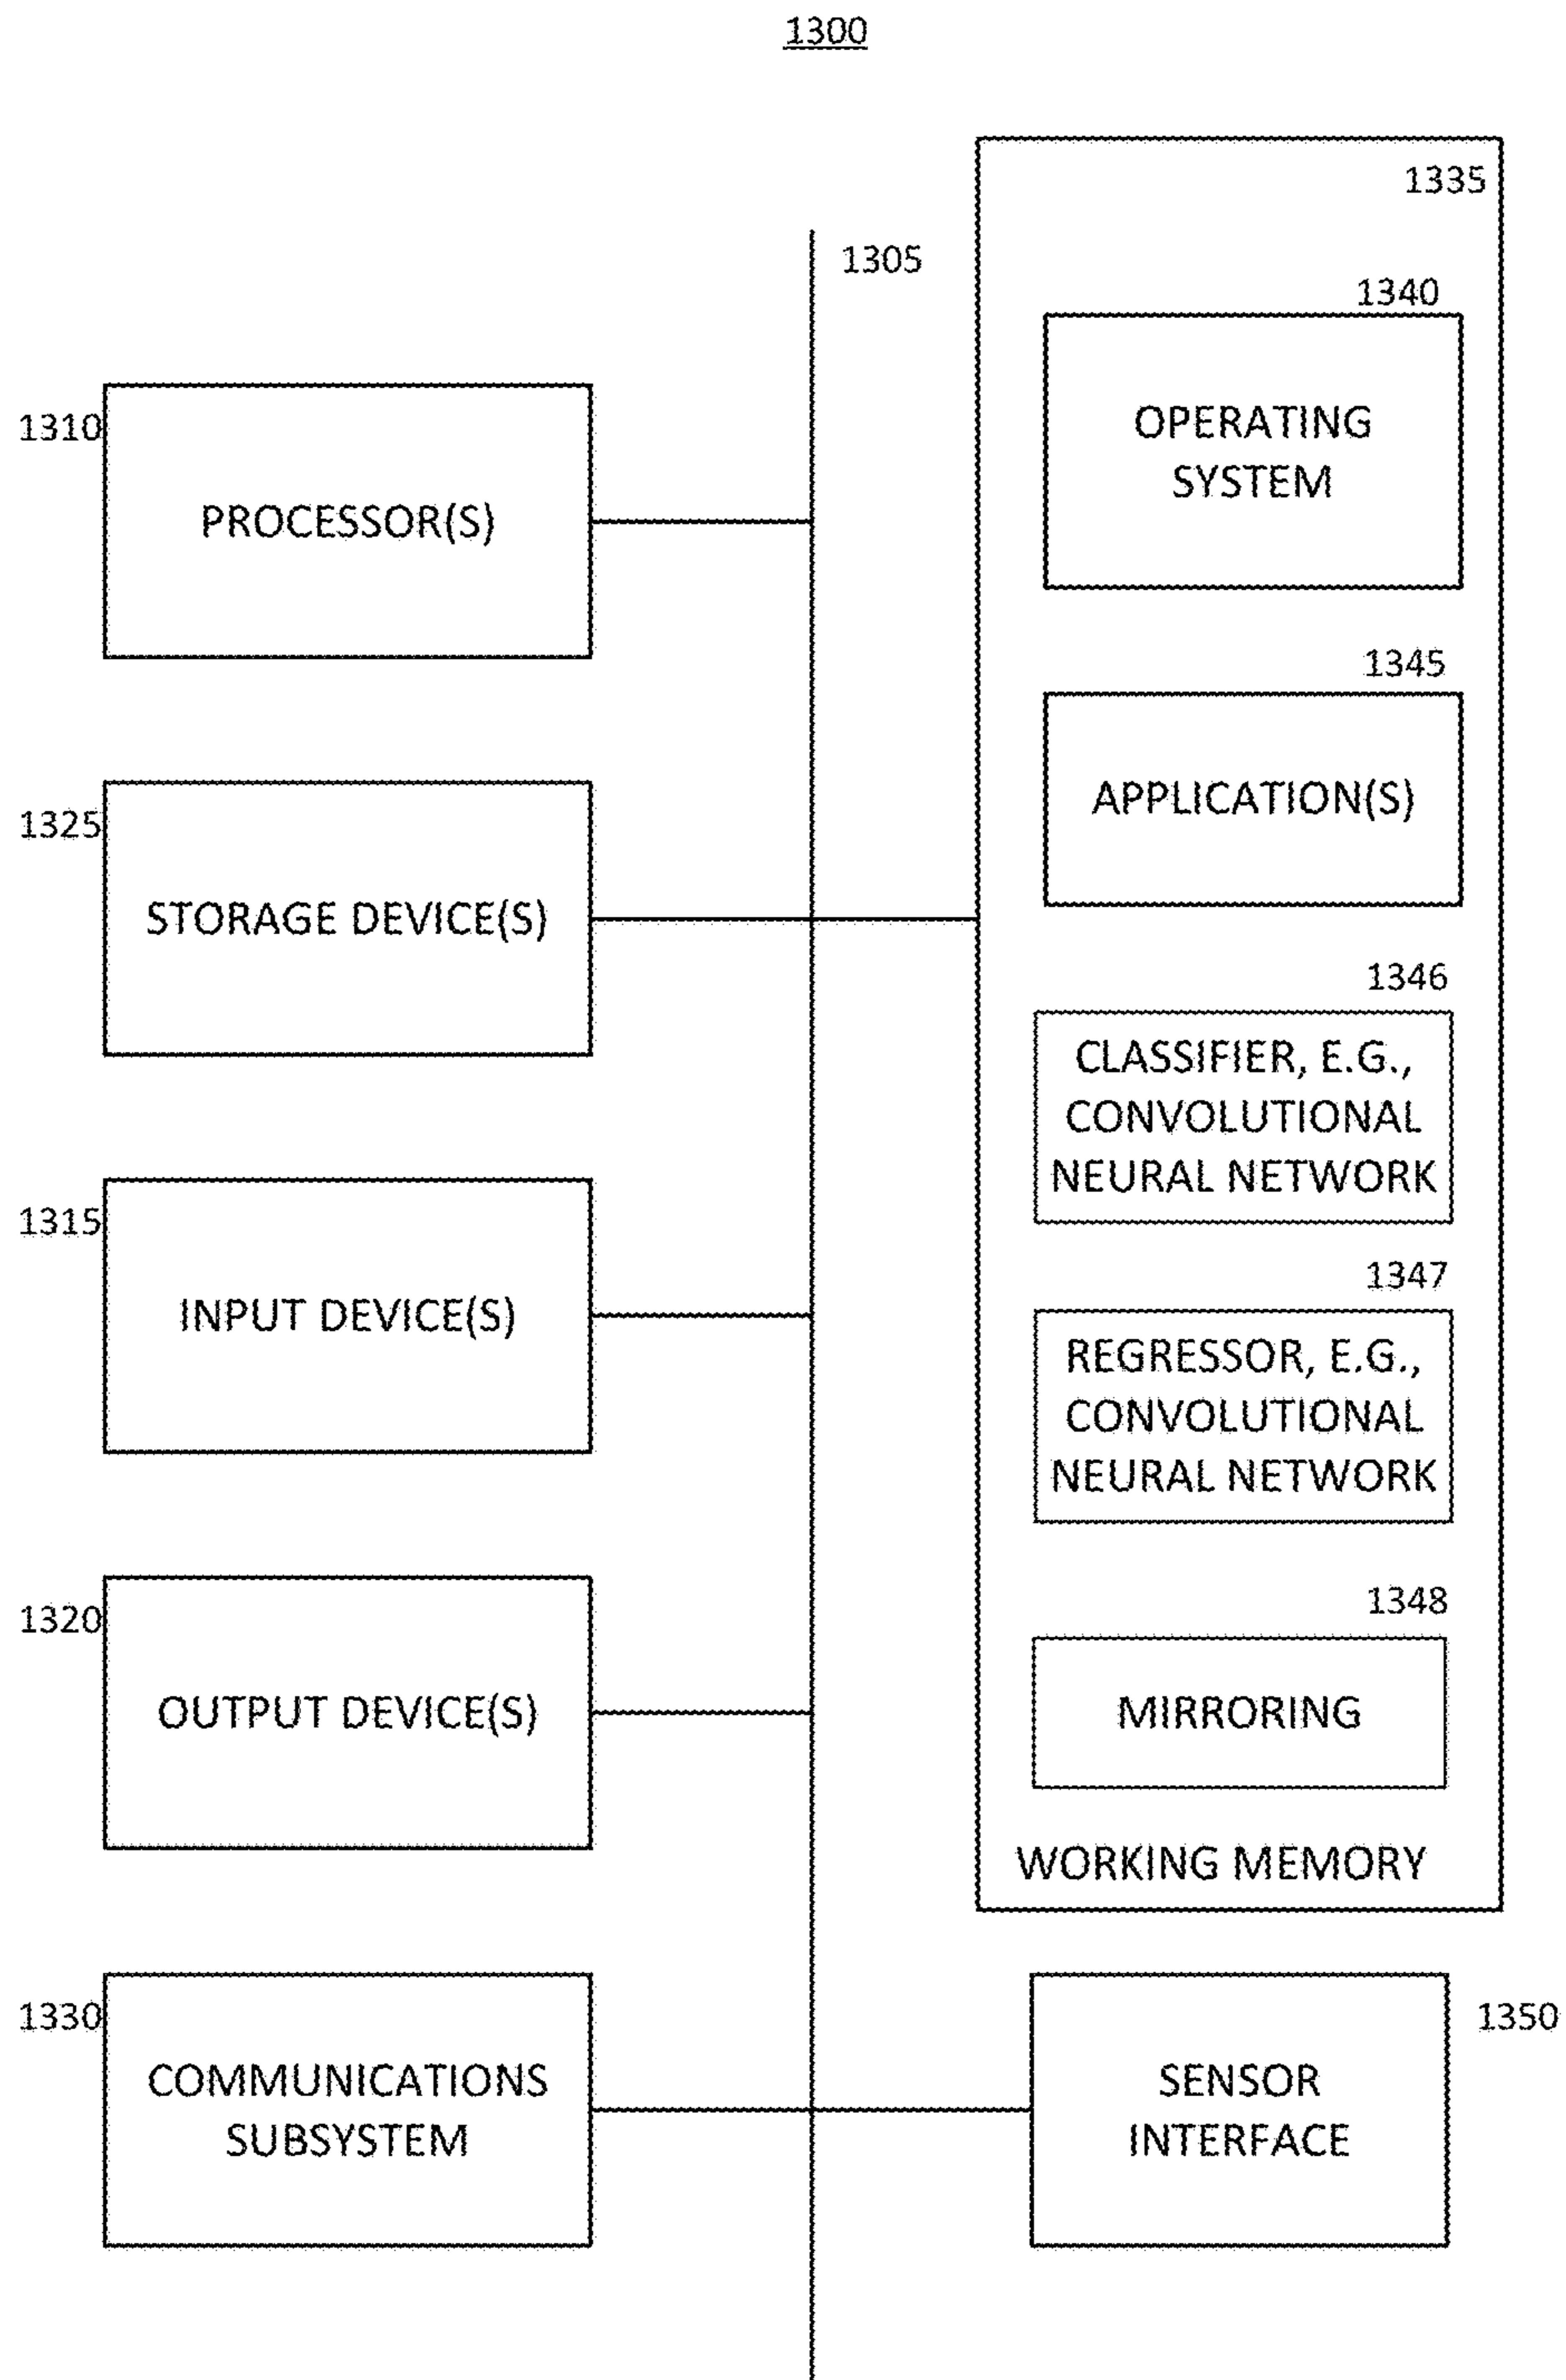 1300
1335
1305
1340
OPERATING
SYSTEM
1310
PROCESSOR(S)
1345
APPLICATION(S)
1325
STORAGE DEVICE(S)
1346
CLASSIFIER, E.G.,
CONVOLUTIONAL
NEURAL NETWORK
1315
INPUT DEVICE(S)
1347
REGRESSOR, E.G.,
CONVOLUTIONAL
NEURAL NETWORK
1320
OUTPUT DEVICE(S)
1348
MIRRORING
WORKING MEMORY
1330
COMMUNICATIONS
SUBSYSTEM
1350
SENSOR
INTERFACE